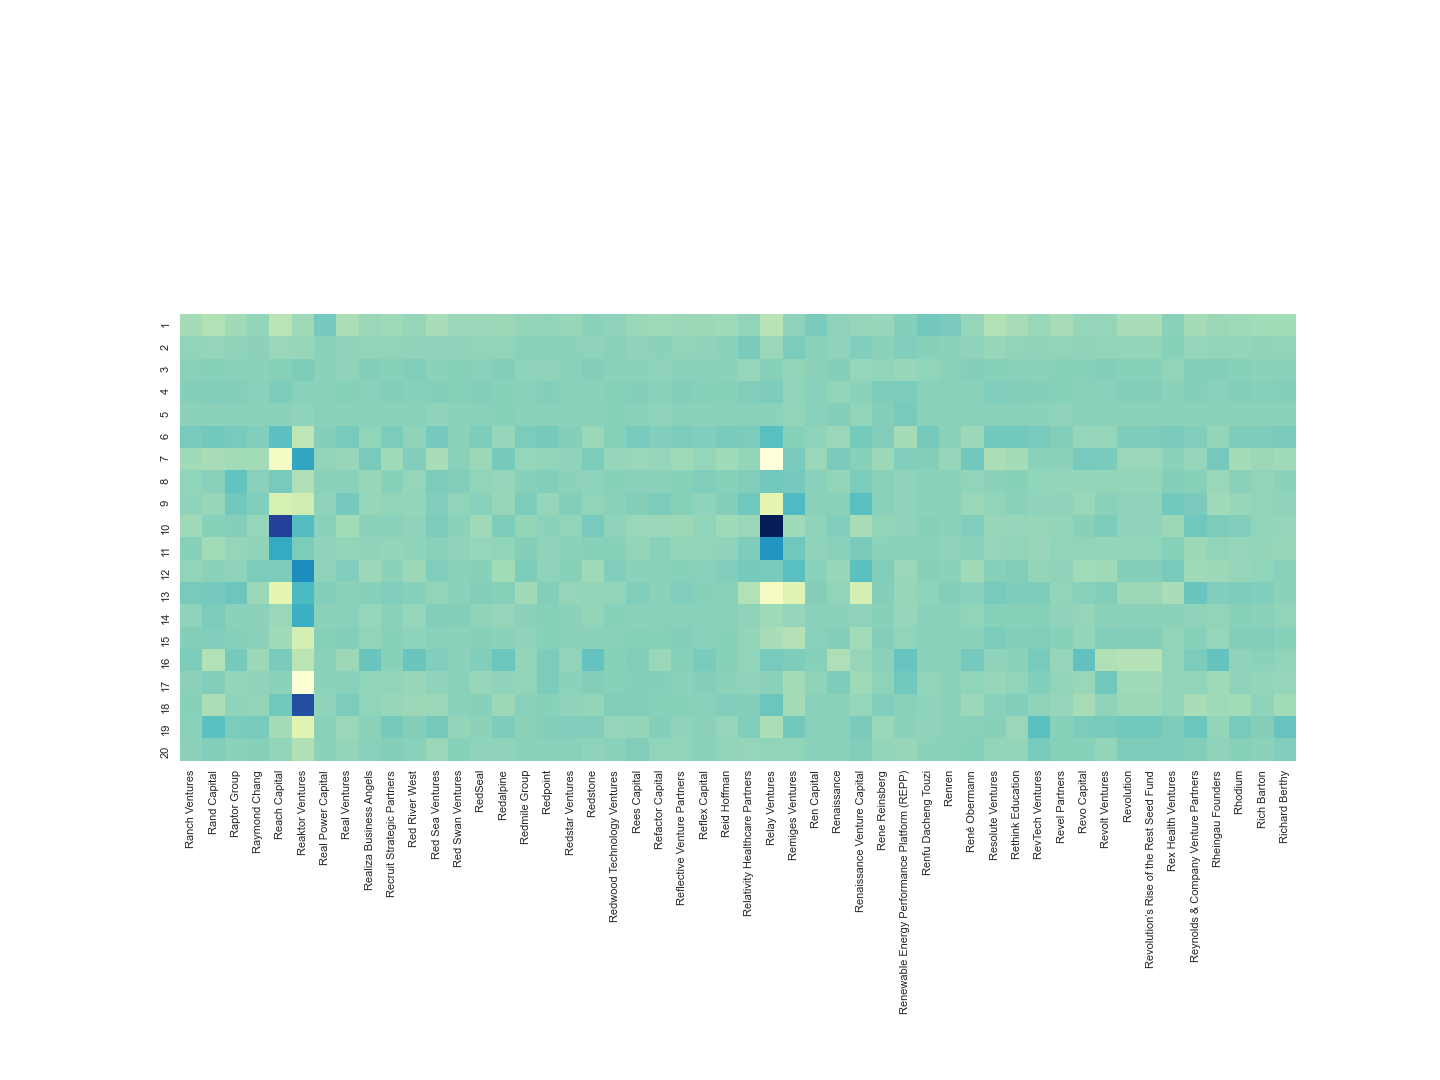 1
2
3
4
5
6
7
8
9
10
11
12
13
14
15
16
17
18
19
20
Ranch Ventures
Rand Capital
Raptor Group
Raymond Chang
Reach Capital
Reaktor Ventures
Real Power Capital
Real Ventures
Realiza Business Angels
Recruit Strategic Partners
Red River West
Red Sea Ventures
Red Swan Ventures
RedSeal
Redalpine
Redmile Group
Redpoint
Redstar Ventures
Redstone
Redwood Technology Ventures
Rees Capital
Refactor Capital
Reflective Venture Partners
Reflex Capital
Reid Hoffman
Relativity Healthcare Partners
Relay Ventures
Remiges Ventures
Ren Capital
Renaissance
Renaissance Venture Capital
Rene Reinsberg
Renewable Energy Performance Platform (REPP)
Renfu Dacheng Touzi
Renren
René Obermann
Resolute Ventures
Rethink Education
RevTech Ventures
Revel Partners
Revo Capital
Revolt Ventures
Revolution
Revolution's Rise of the Rest Seed Fund
Rex Health Ventures
Reynolds & Company Venture Partners
Rheingau Founders
Rhodium
Rich Barton
Richard Berthy